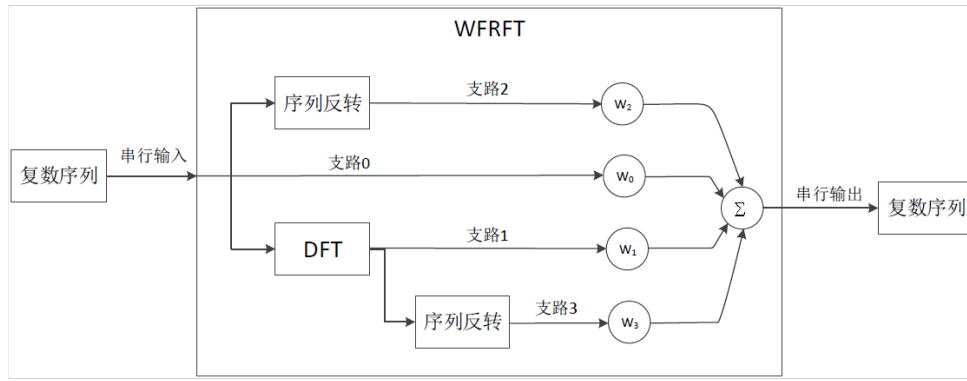 WFRFT
序列反转
支路2
w₂
复数序列
串行输入
支路0
w₀
Σ
串行输出
复数序列
DFT
支路1
w₁
序列反转
支路3
w₃